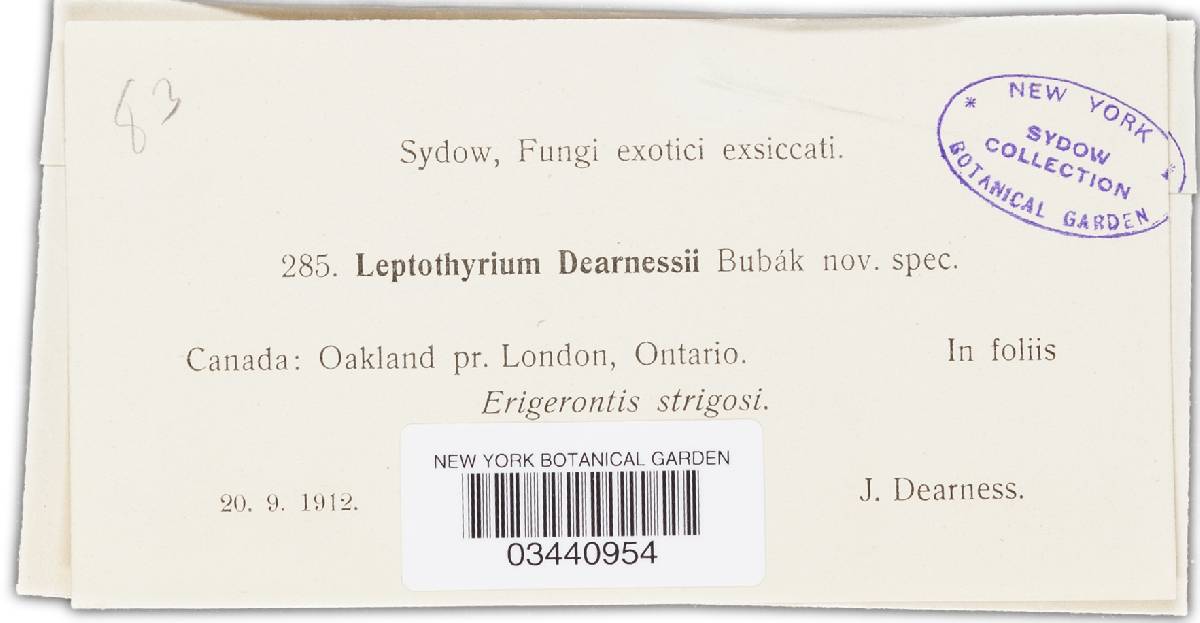 83
NEW YORK
SYDOW
COLLECTION
BOTANICAL GARDEN
Sydow, Fungi exotici exsiccati.
285. Leptothyrium Dearnessii Bubák nov. spec.
Canada: Oakland pr. London, Ontario. In foliis
Erigerontis strigosi.
20. 9. 1912. J. Dearness.
NEW YORK BOTANICAL GARDEN
03440954